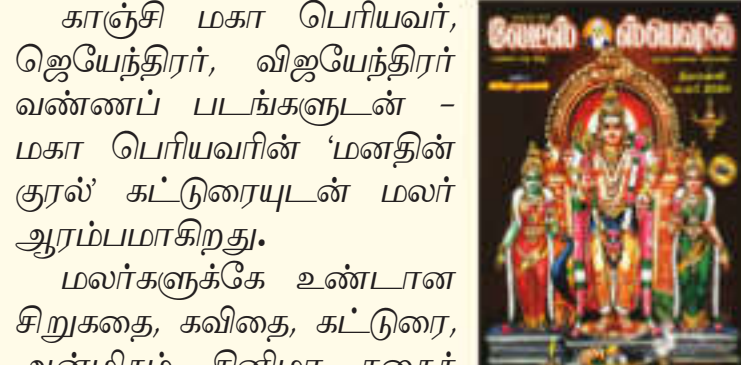 காஞ்சி மகா பெரியவர்,
ஜெயேந்திரர், விஜயேந்திரர்
வண்ணப் படங்களுடன் –
மகா பெரியவரின் ‘மனதின்
குரல்’ கட்டுரையுடன் மலர்
ஆரம்பமாகிறது.
மலர்களுக்கே உண்டான
சிறுகதை, கவிதை, கட்டுரை,
லேடீஸ் ஸ்பெஷல்